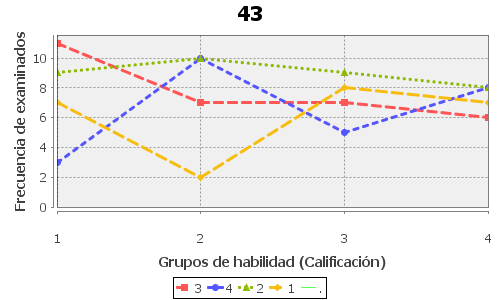 43
Frecuencia de examinados
10
8
6
4
2
0
1 2 3 4
Grupos de habilidad (Calificación)
3 4 2 1 .